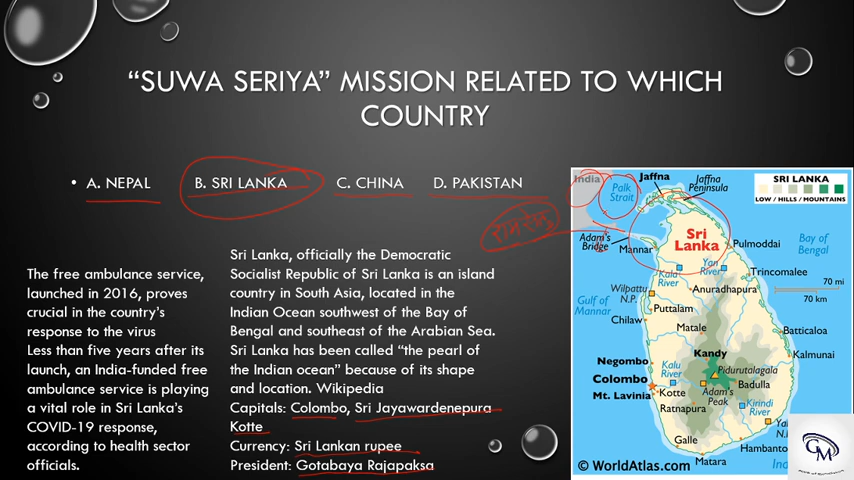 “SUWA SERIYA” MISSION RELATED TO WHICH
COUNTRY
• A. NEPAL B. SRI LANKA C. CHINA D. PAKISTAN
The free ambulance service,
launched in 2016, proves
crucial in the country’s
response to the virus
Less than five years after its
launch, an India-funded free
ambulance service is playing
a vital role in Sri Lanka’s
COVID-19 response,
according to health sector
officials.
Sri Lanka, officially the Democratic
Socialist Republic of Sri Lanka is an island
country in South Asia, located in the
Indian Ocean southwest of the Bay of
Bengal and southeast of the Arabian Sea.
Sri Lanka has been called “the pearl of
the Indian ocean” because of its shape
and location. Wikipedia
Capitals: Colombo, Sri Jayawardenepura
Kotte
Currency: Sri Lankan rupee
President: Gotabaya Rajapaksa
India
Palk
Strait
Jaffna
Jaffna
Peninsula
SRI LANKA
LOW / HILLS / MOUNTAINS
Adam's
Bridge
Mannar
Sri
Lanka
Pulmoddai
Bay of
Bengal
Kala
River
Yan
River
Trincomalee
70 mi
70 km
Wilpattu
N.P.
Anuradhapura
Gulf of
Mannar
Puttalam
Chilaw
Matale
Batticaloa
Kalmunai
Negombo
Kandy
Colombo
Kalu
River
Pidurutalagala
Badulla
Mt. Lavinia
Kotte
Adam's
Peak
Kirindi
River
Ratnapura
Galle
Hambanto
Matara
© WorldAtlas.com
GM